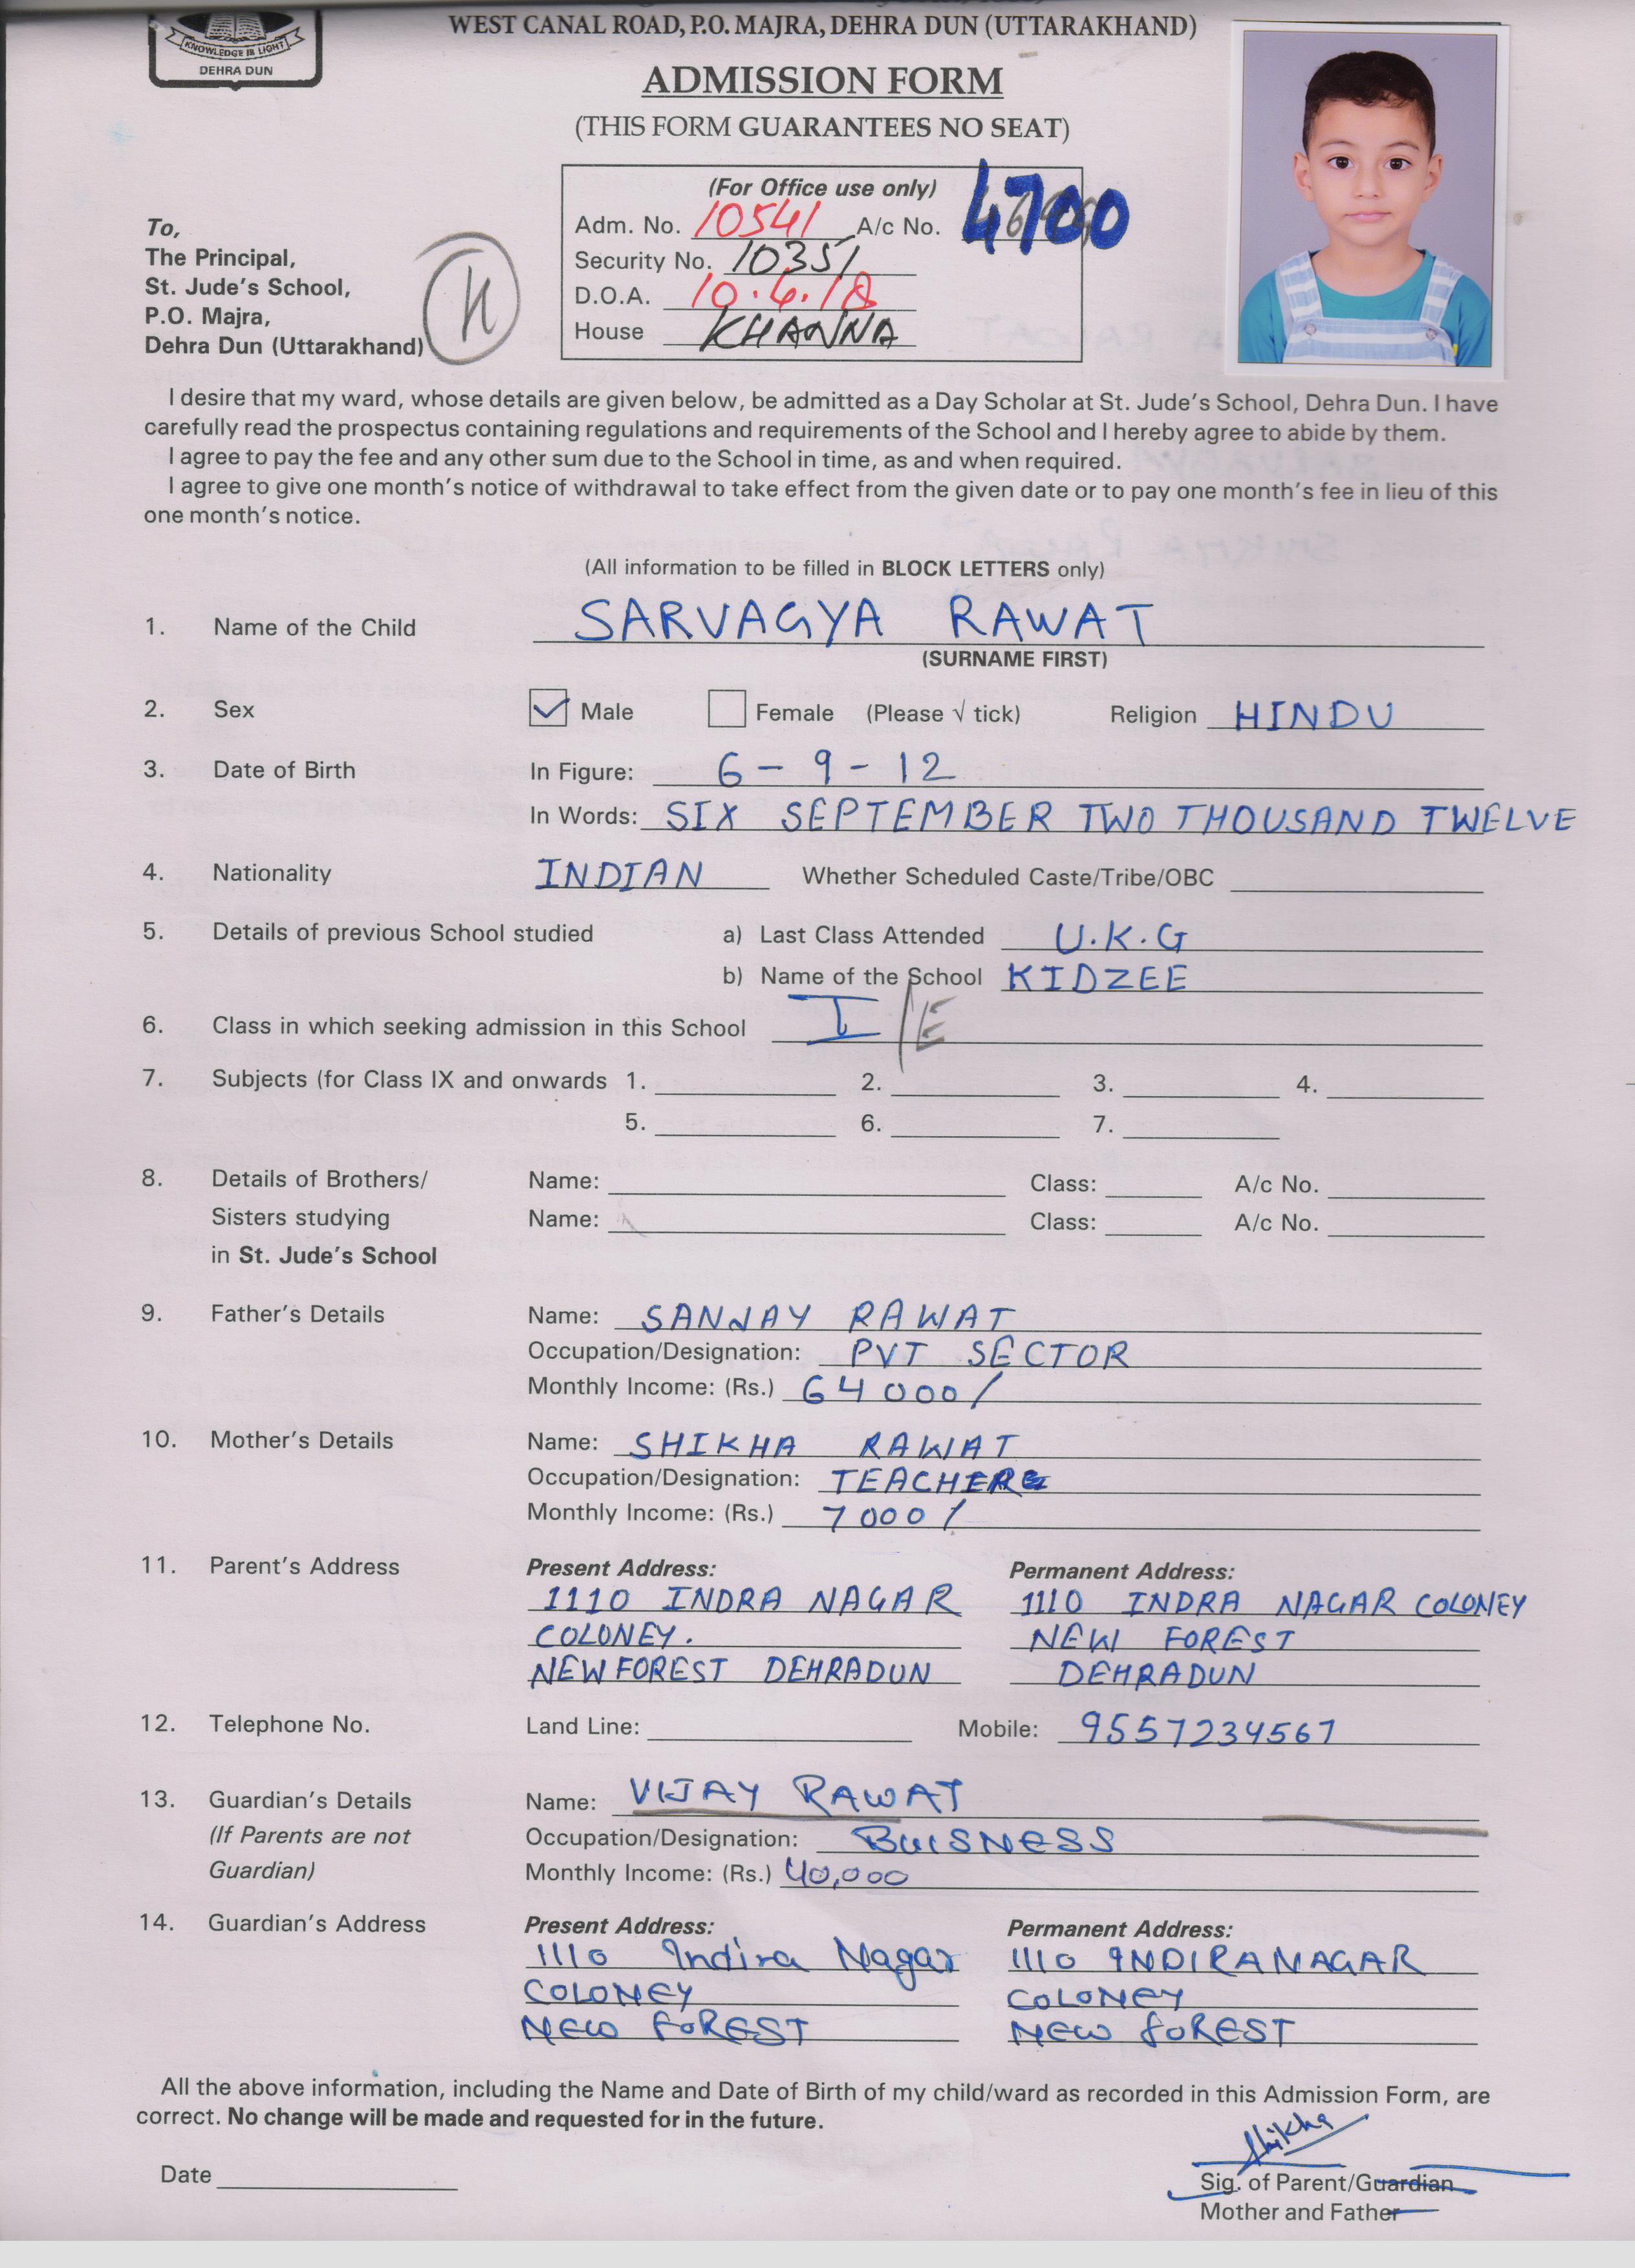 KNOWLEDGE IS LIGHT
DEHRA DUN
WEST CANAL ROAD, P.O. MAJRA, DEHRA DUN (UTTARAKHAND)
ADMISSION FORM
(THIS FORM GUARANTEES NO SEAT)
(For Office use only)
Adm. No. 10541 A/c No. 4700
Security No. 10351
D.O.A. 10.4.18
House KHANNA
To,
The Principal,
St. Jude's School,
P.O. Majra,
Dehra Dun (Uttarakhand)
K
I desire that my ward, whose details are given below, be admitted as a Day Scholar at St. Jude's School, Dehra Dun. I have
carefully read the prospectus containing regulations and requirements of the School and I hereby agree to abide by them.
I agree to pay the fee and any other sum due to the School in time, as and when required.
I agree to give one month's notice of withdrawal to take effect from the given date or to pay one month's fee in lieu of this
one month's notice.
(All information to be filled in BLOCK LETTERS only)
1. Name of the Child SARVAGYA RAWAT
(SURNAME FIRST)
2. Sex Male Female (Please √ tick) Religion HINDU
3. Date of Birth In Figure: 6-9-12
In Words: SIX SEPTEMBER TWO THOUSAND TWELVE
4. Nationality INDIAN Whether Scheduled Caste/Tribe/OBC
5. Details of previous School studied a) Last Class Attended U.K.G
b) Name of the School KIDZEE
6. Class in which seeking admission in this School I/E
7. Subjects (for Class IX and onwards 1. 2. 3. 4.
5. 6. 7.
8. Details of Brothers/ Name: Class: A/c No.
Sisters studying Name: Class: A/c No.
in St. Jude's School
9. Father's Details Name: SANJAY RAWAT
Occupation/Designation: PVT SECTOR
Monthly Income: (Rs.) 64000/
10. Mother's Details Name: SHIKHA RAWAT
Occupation/Designation: TEACHER
Monthly Income: (Rs.) 7000/
11. Parent's Address Present Address: Permanent Address:
1110 INDRA NAGAR 1110 INDRA NAGAR COLONEY
COLONEY. NEW FOREST
NEW FOREST DEHRADUN DEHRADUN
12. Telephone No. Land Line: Mobile: 9557234567
13. Guardian's Details Name: VIJAY RAWAT
(If Parents are not Occupation/Designation: BUISNESS
Guardian) Monthly Income: (Rs.) 40,000
14. Guardian's Address Present Address: Permanent Address:
1110 Indira Nagar 1110 INDIRA NAGAR
COLONEY COLONEY
NEW FOREST NEW FOREST
All the above information, including the Name and Date of Birth of my child/ward as recorded in this Admission Form, are
correct. No change will be made and requested for in the future.
Shikha
Date Sig. of Parent/Guardian
Mother and Father